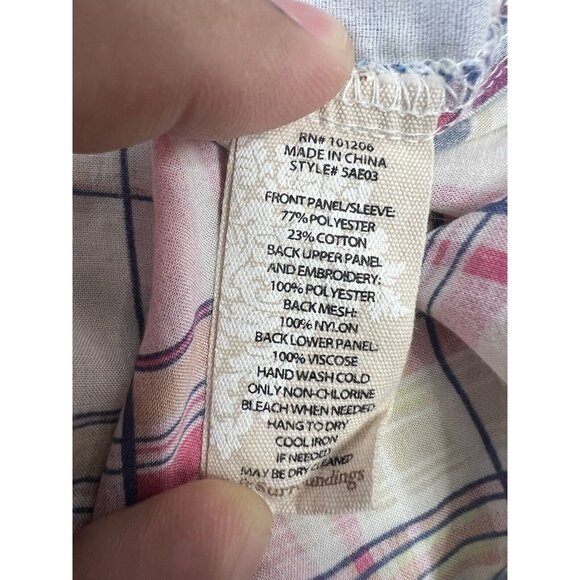 RN# 101206
MADE IN CHINA
STYLE# SAE03
FRONT PANEL/SLEEVE:
77% POLYESTER
23% COTTON
BACK UPPER PANEL
AND EMBROIDERY:
100% POLYESTER
BACK MESH:
100% NYLON
BACK LOWER PANEL:
100% VISCOSE
HAND WASH COLD
ONLY NON-CHLORINE
BLEACH WHEN NEEDED
HANG TO DRY
COOL IRON
IF NEEDED
MAY BE DRY CLEANED
& Surroundings